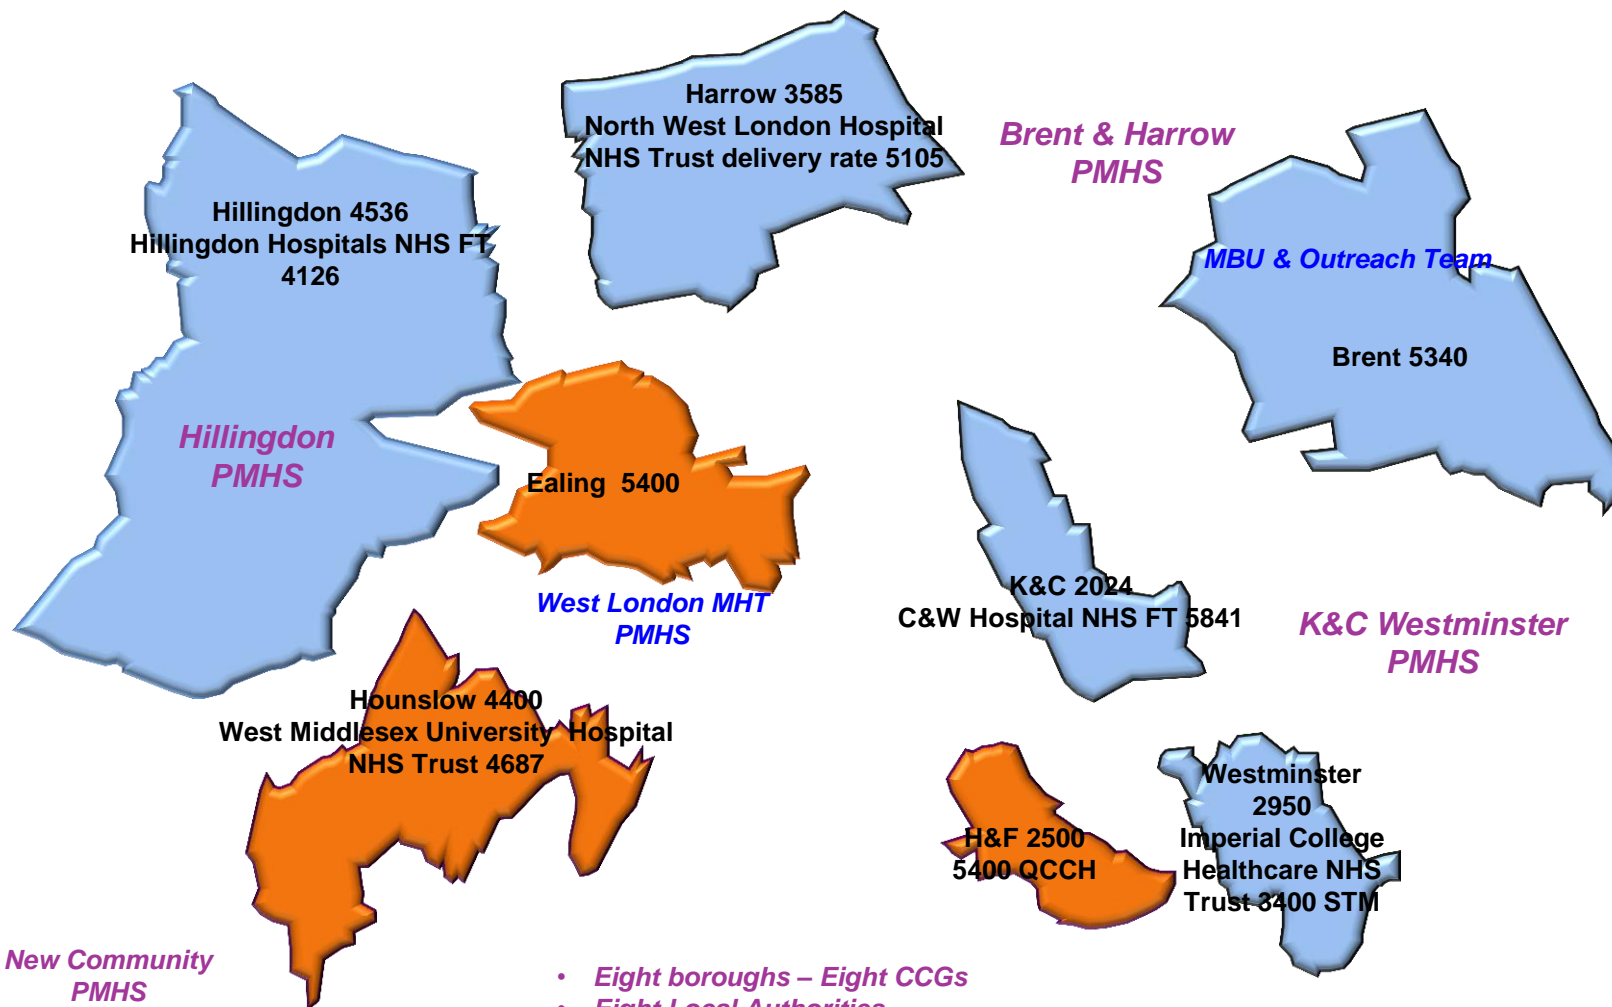 Harrow 3585
North West London Hospital
NHS Trust delivery rate 5105
Brent & Harrow
PMHS
Hillingdon 4536
Hillingdon Hospitals NHS FT
4126
MBU & Outreach Team
Brent 5340
Hillingdon
PMHS
Ealing  5400
West London MHT
PMHS
K&C 2024
C&W Hospital NHS FT 5841
K&C Westminster
PMHS
Hounslow 4400
West Middlesex University  Hospital
NHS Trust 4687
H&F 2500
5400 QCCH
Westminster
2950
Imperial College
Healthcare NHS
Trust 3400 STM
New Community
PMHS
• Eight boroughs – Eight CCGs
• Eight Local Authorities